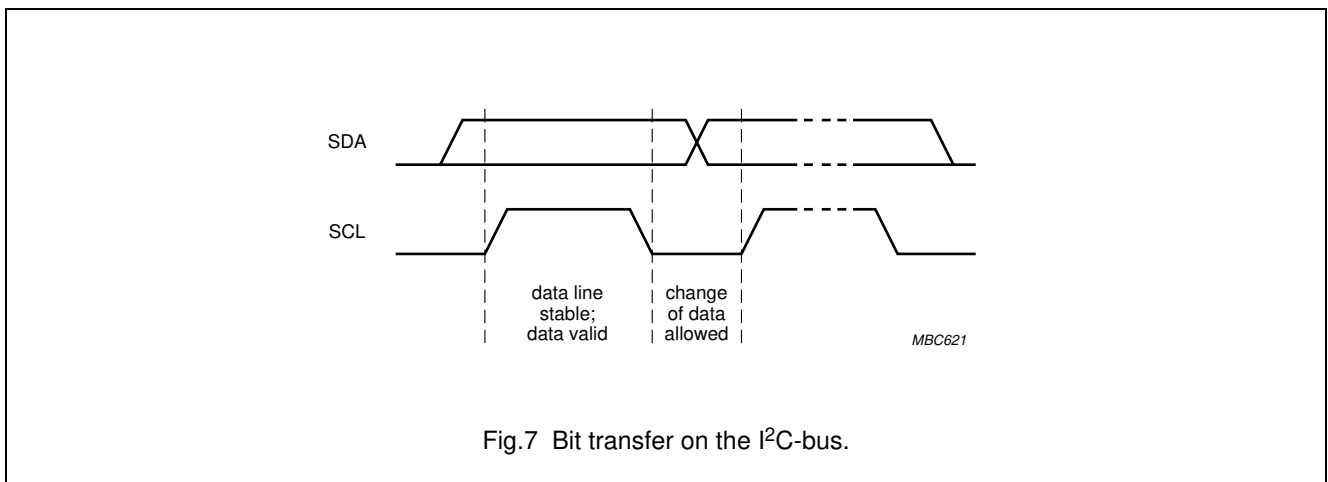 SDA
SCL
data line
stable;
data valid
change
of data
allowed
MBC621
Fig.7 Bit transfer on the I²C-bus.